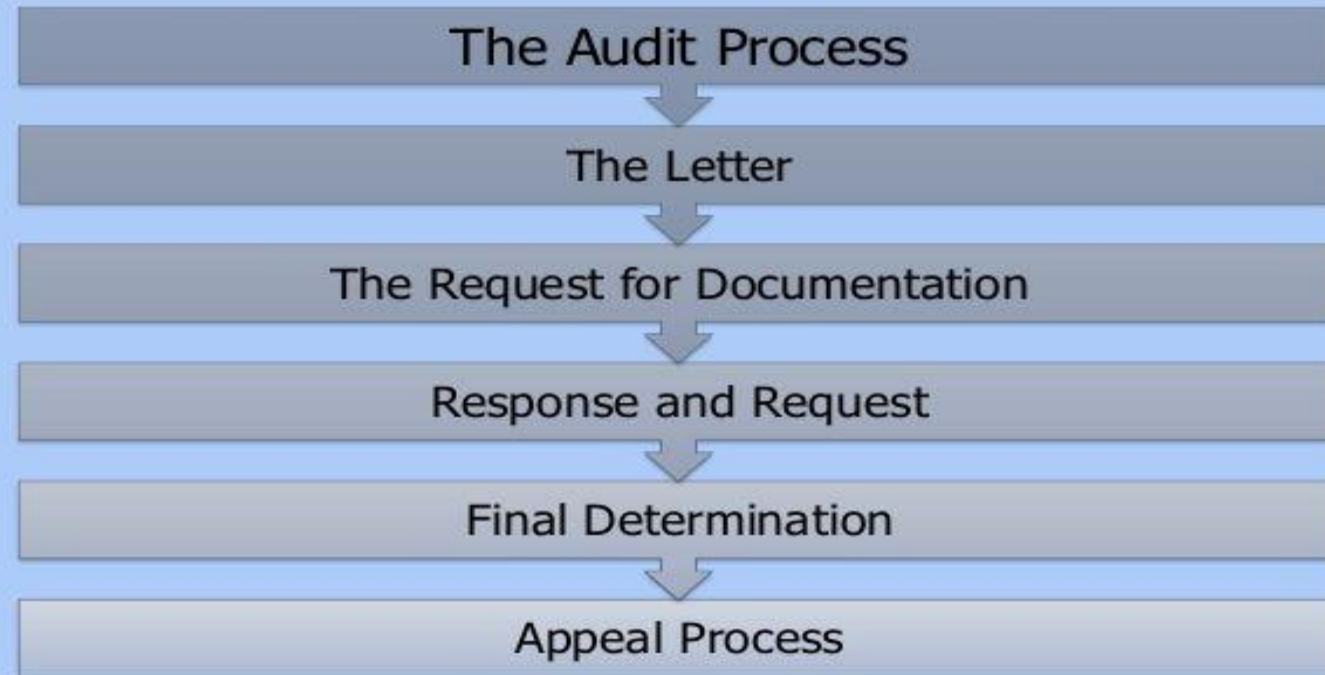 The Audit Process
The Letter
The Request for Documentation
Response and Request
Final Determination
Appeal Process